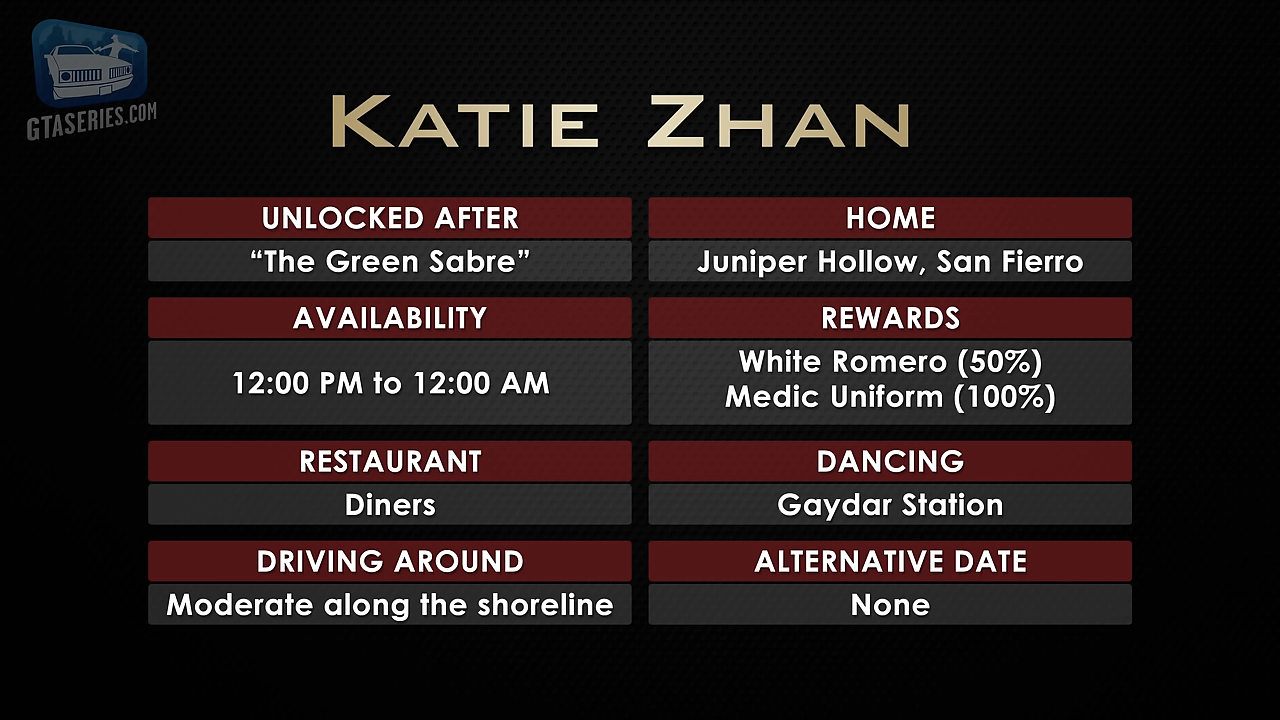 GTASERIES.COM
KATIE ZHAN
UNLOCKED AFTER
“The Green Sabre”
HOME
Juniper Hollow, San Fierro
AVAILABILITY
12:00 PM to 12:00 AM
REWARDS
White Romero (50%)
Medic Uniform (100%)
RESTAURANT
Diners
DANCING
Gaydar Station
DRIVING AROUND
Moderate along the shoreline
ALTERNATIVE DATE
None